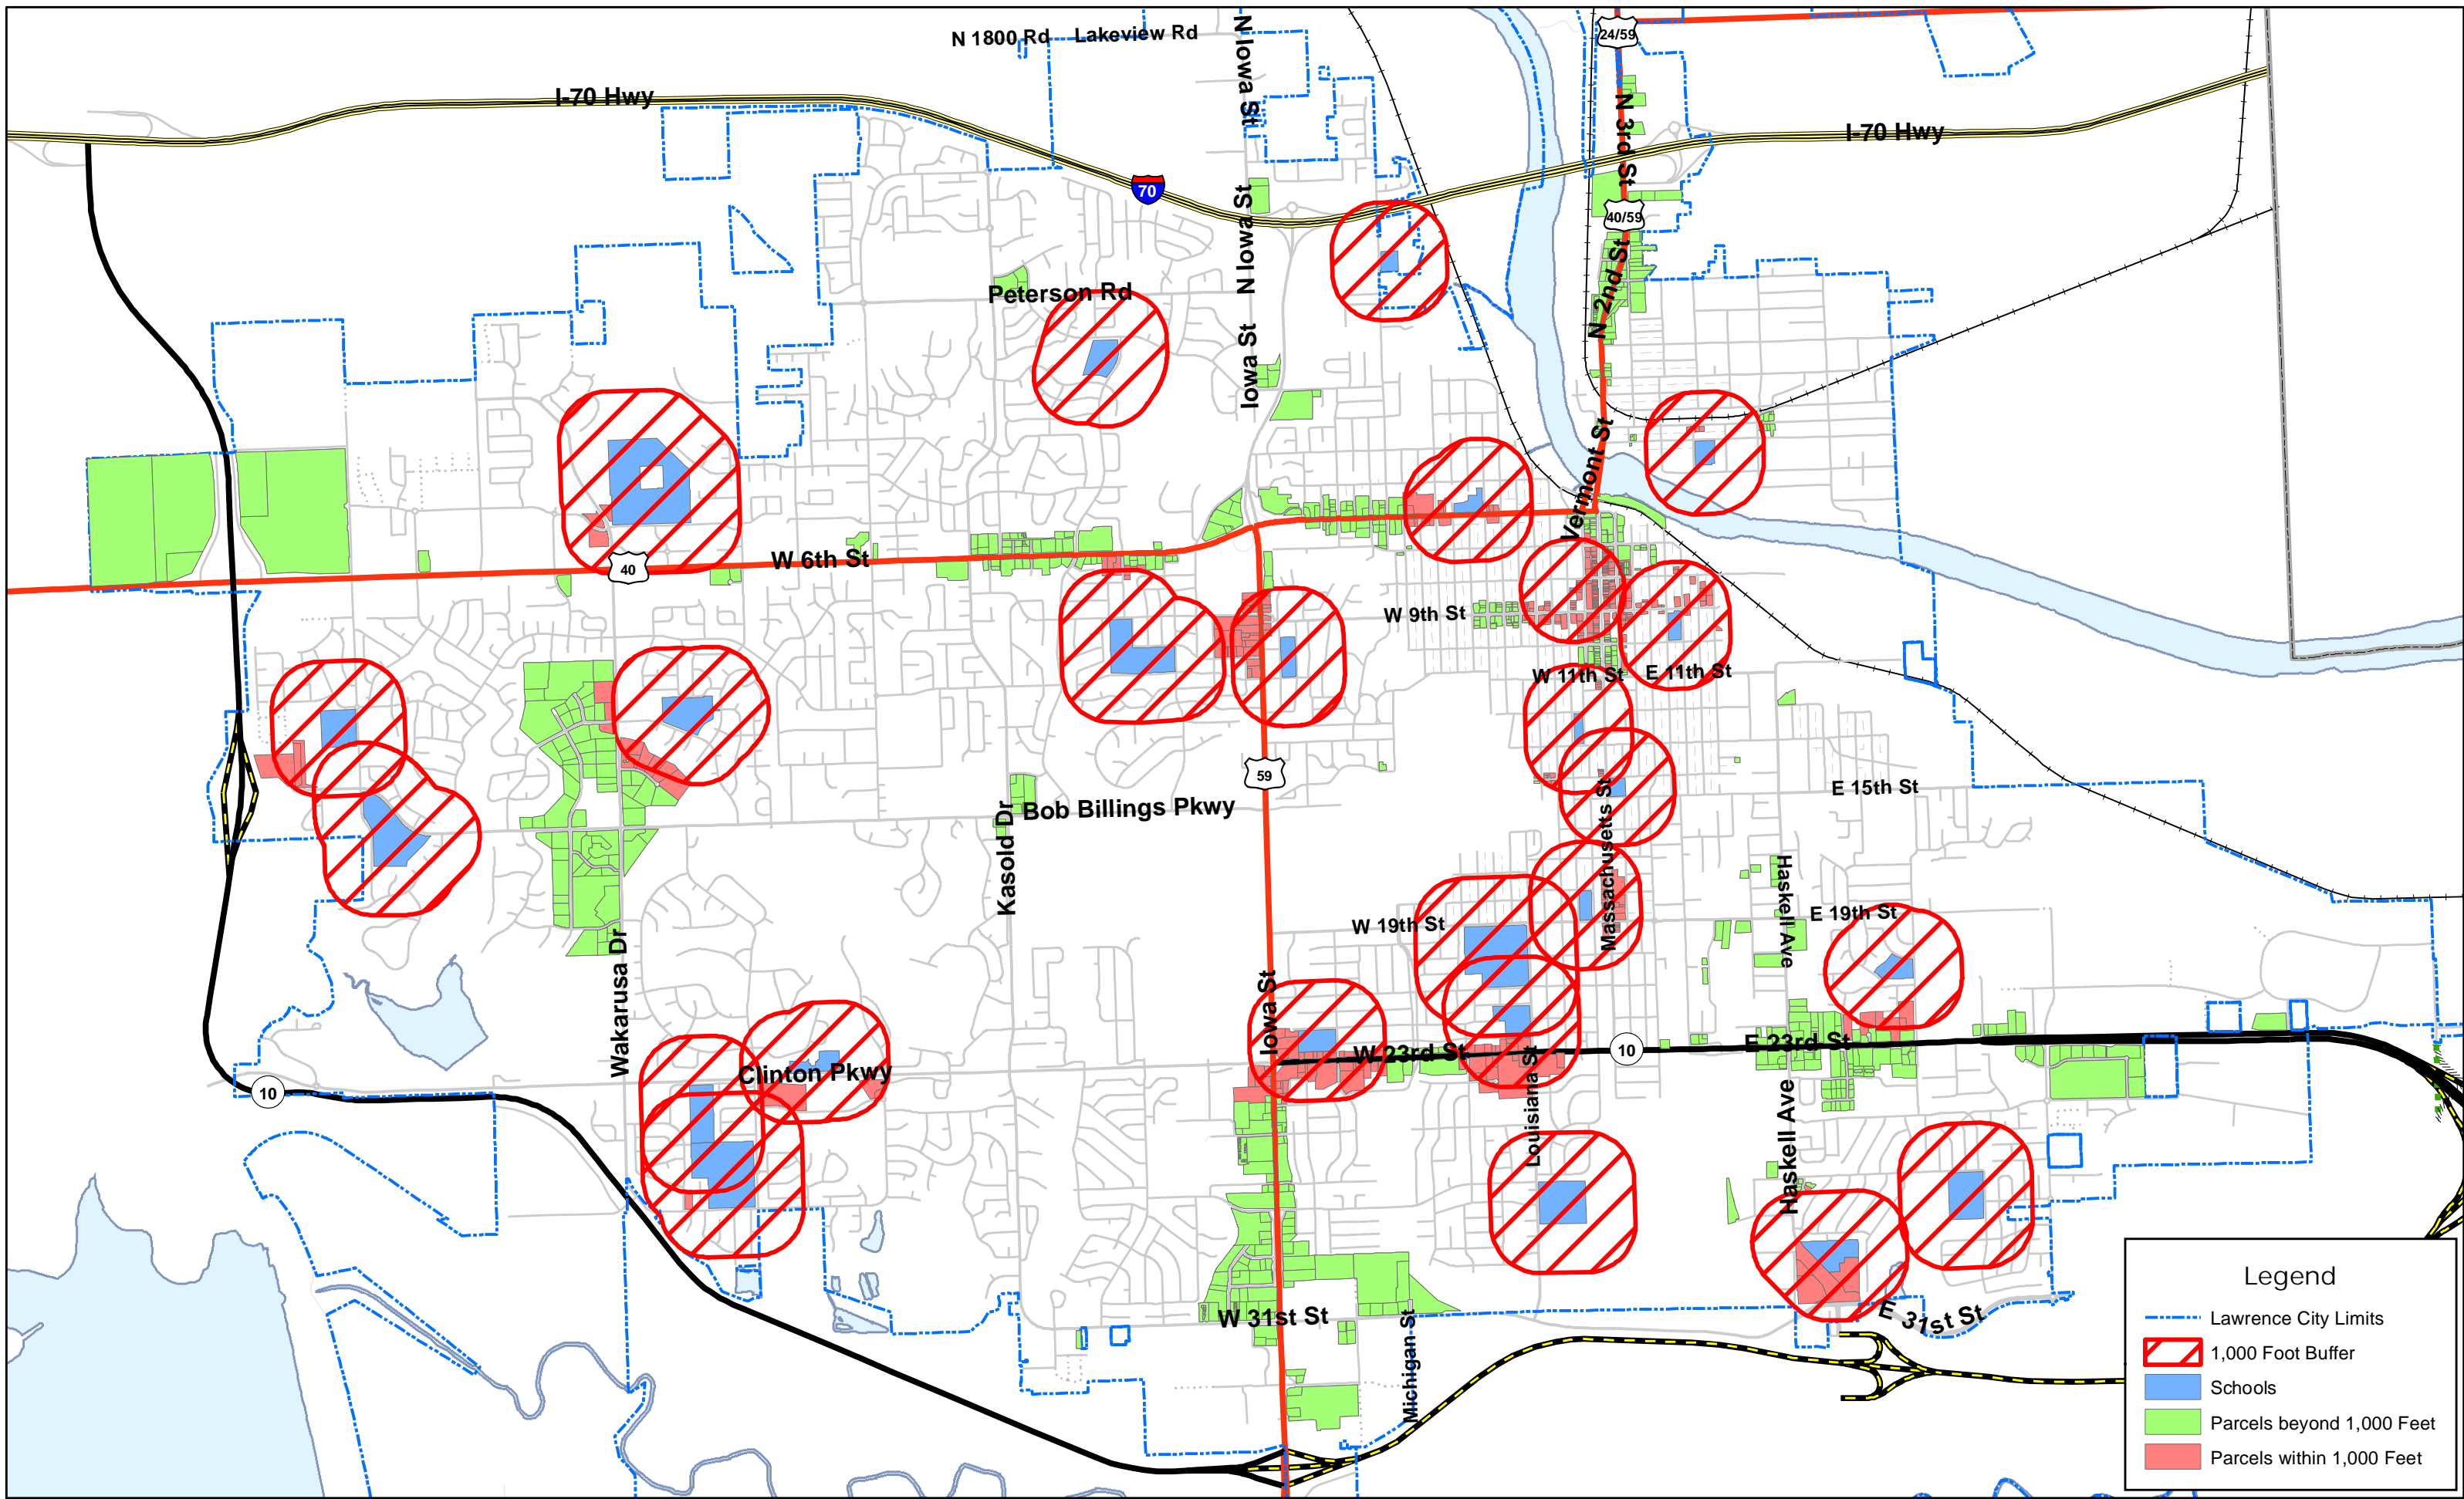 N 1800 Rd
Lakeview Rd
N Iowa St
24/59
I-70 Hwy
N 3rd St
I-70 Hwy
70
N Iowa St
40/59
Peterson Rd
N 2nd St
Iowa St
Vermont St
W 6th St
40
W 9th St
W 11th St
E 11th St
59
Bob Billings Pkwy
E 15th St
Kasold Dr
Massachusetts St
Haskell Ave
W 19th St
E 19th St
Wakarusa Dr
Iowa St
W 23rd St
10
E 23rd St
Clinton Pkwy
10
Louisiana St
Haskell Ave
W 31st St
E 31st St
Michigan St
Legend
Lawrence City Limits
1,000 Foot Buffer
Schools
Parcels beyond 1,000 Feet
Parcels within 1,000 Feet